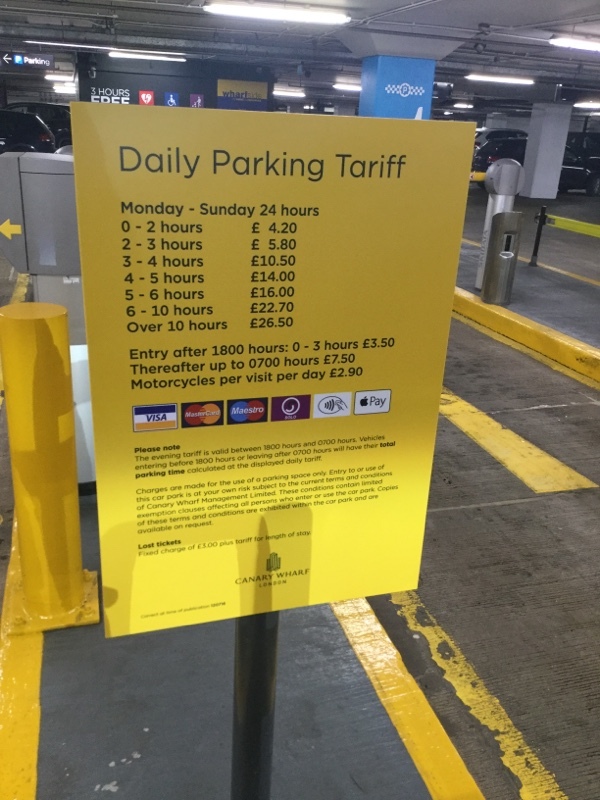 Parking
3 HOURS
FREE
P
Daily Parking Tariff
Monday - Sunday 24 hours
0 - 2 hours £ 4.20
2 - 3 hours £ 5.80
3 - 4 hours £10.50
4 - 5 hours £14.00
5 - 6 hours £16.00
6 - 10 hours £22.70
Over 10 hours £26.50
Entry after 1800 hours: 0 - 3 hours £3.50
Thereafter up to 0700 hours £7.50
Motorcycles per visit per day £2.90
VISA MasterCard Maestro SOLO Pay
Please note
The evening tariff is valid between 1800 hours and 0700 hours. Vehicles
entering before 1800 hours or leaving after 0700 hours will have their total
parking time calculated at the displayed daily tariff.
Charges are made for the use of a parking space only. Entry to or use of
this car park is at your own risk subject to the current terms and conditions
of Canary Wharf Management Limited. These conditions contain limited
exemption clauses affecting all persons who enter or use the car park. Copies
of these terms and conditions are exhibited within the car park and are
available on request.
Lost tickets
Fixed charge of £5.00 plus tariff for length of stay.
CANARY WHARF
LONDON
Correct at time of publication